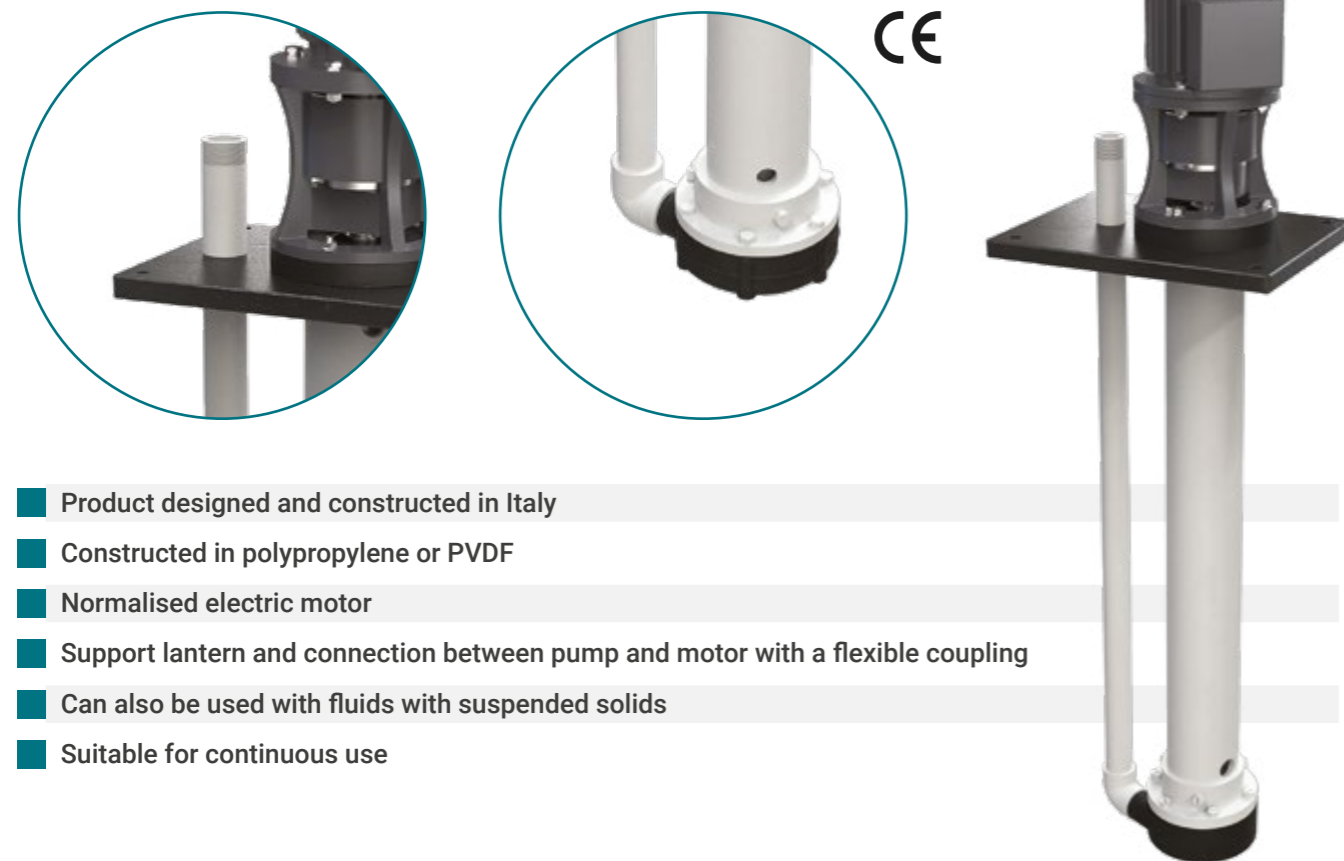 CE
Product designed and constructed in Italy
Constructed in polypropylene or PVDF
Normalised electric motor
Support lantern and connection between pump and motor with a flexible coupling
Can also be used with fluids with suspended solids
Suitable for continuous use